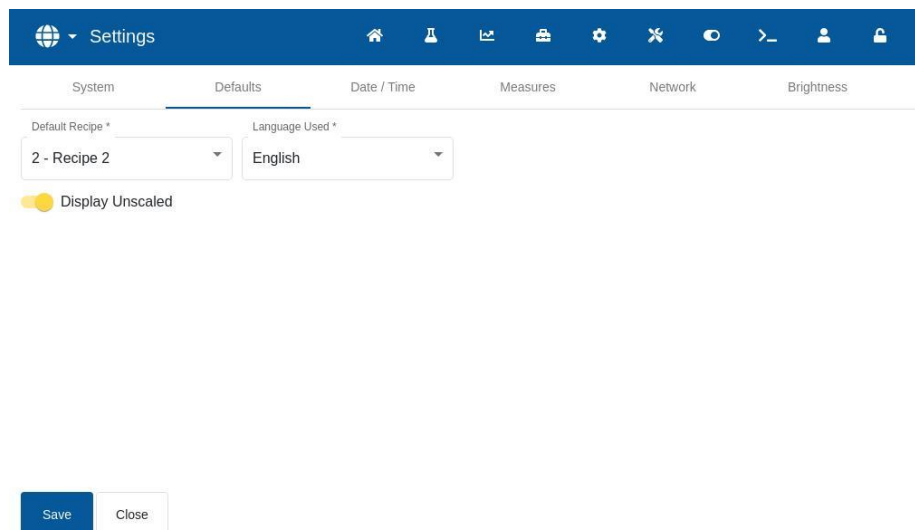 Settings
System Defaults Date / Time Measures Network Brightness
Default Recipe * Language Used *
2 - Recipe 2 English
Display Unscaled
Save Close